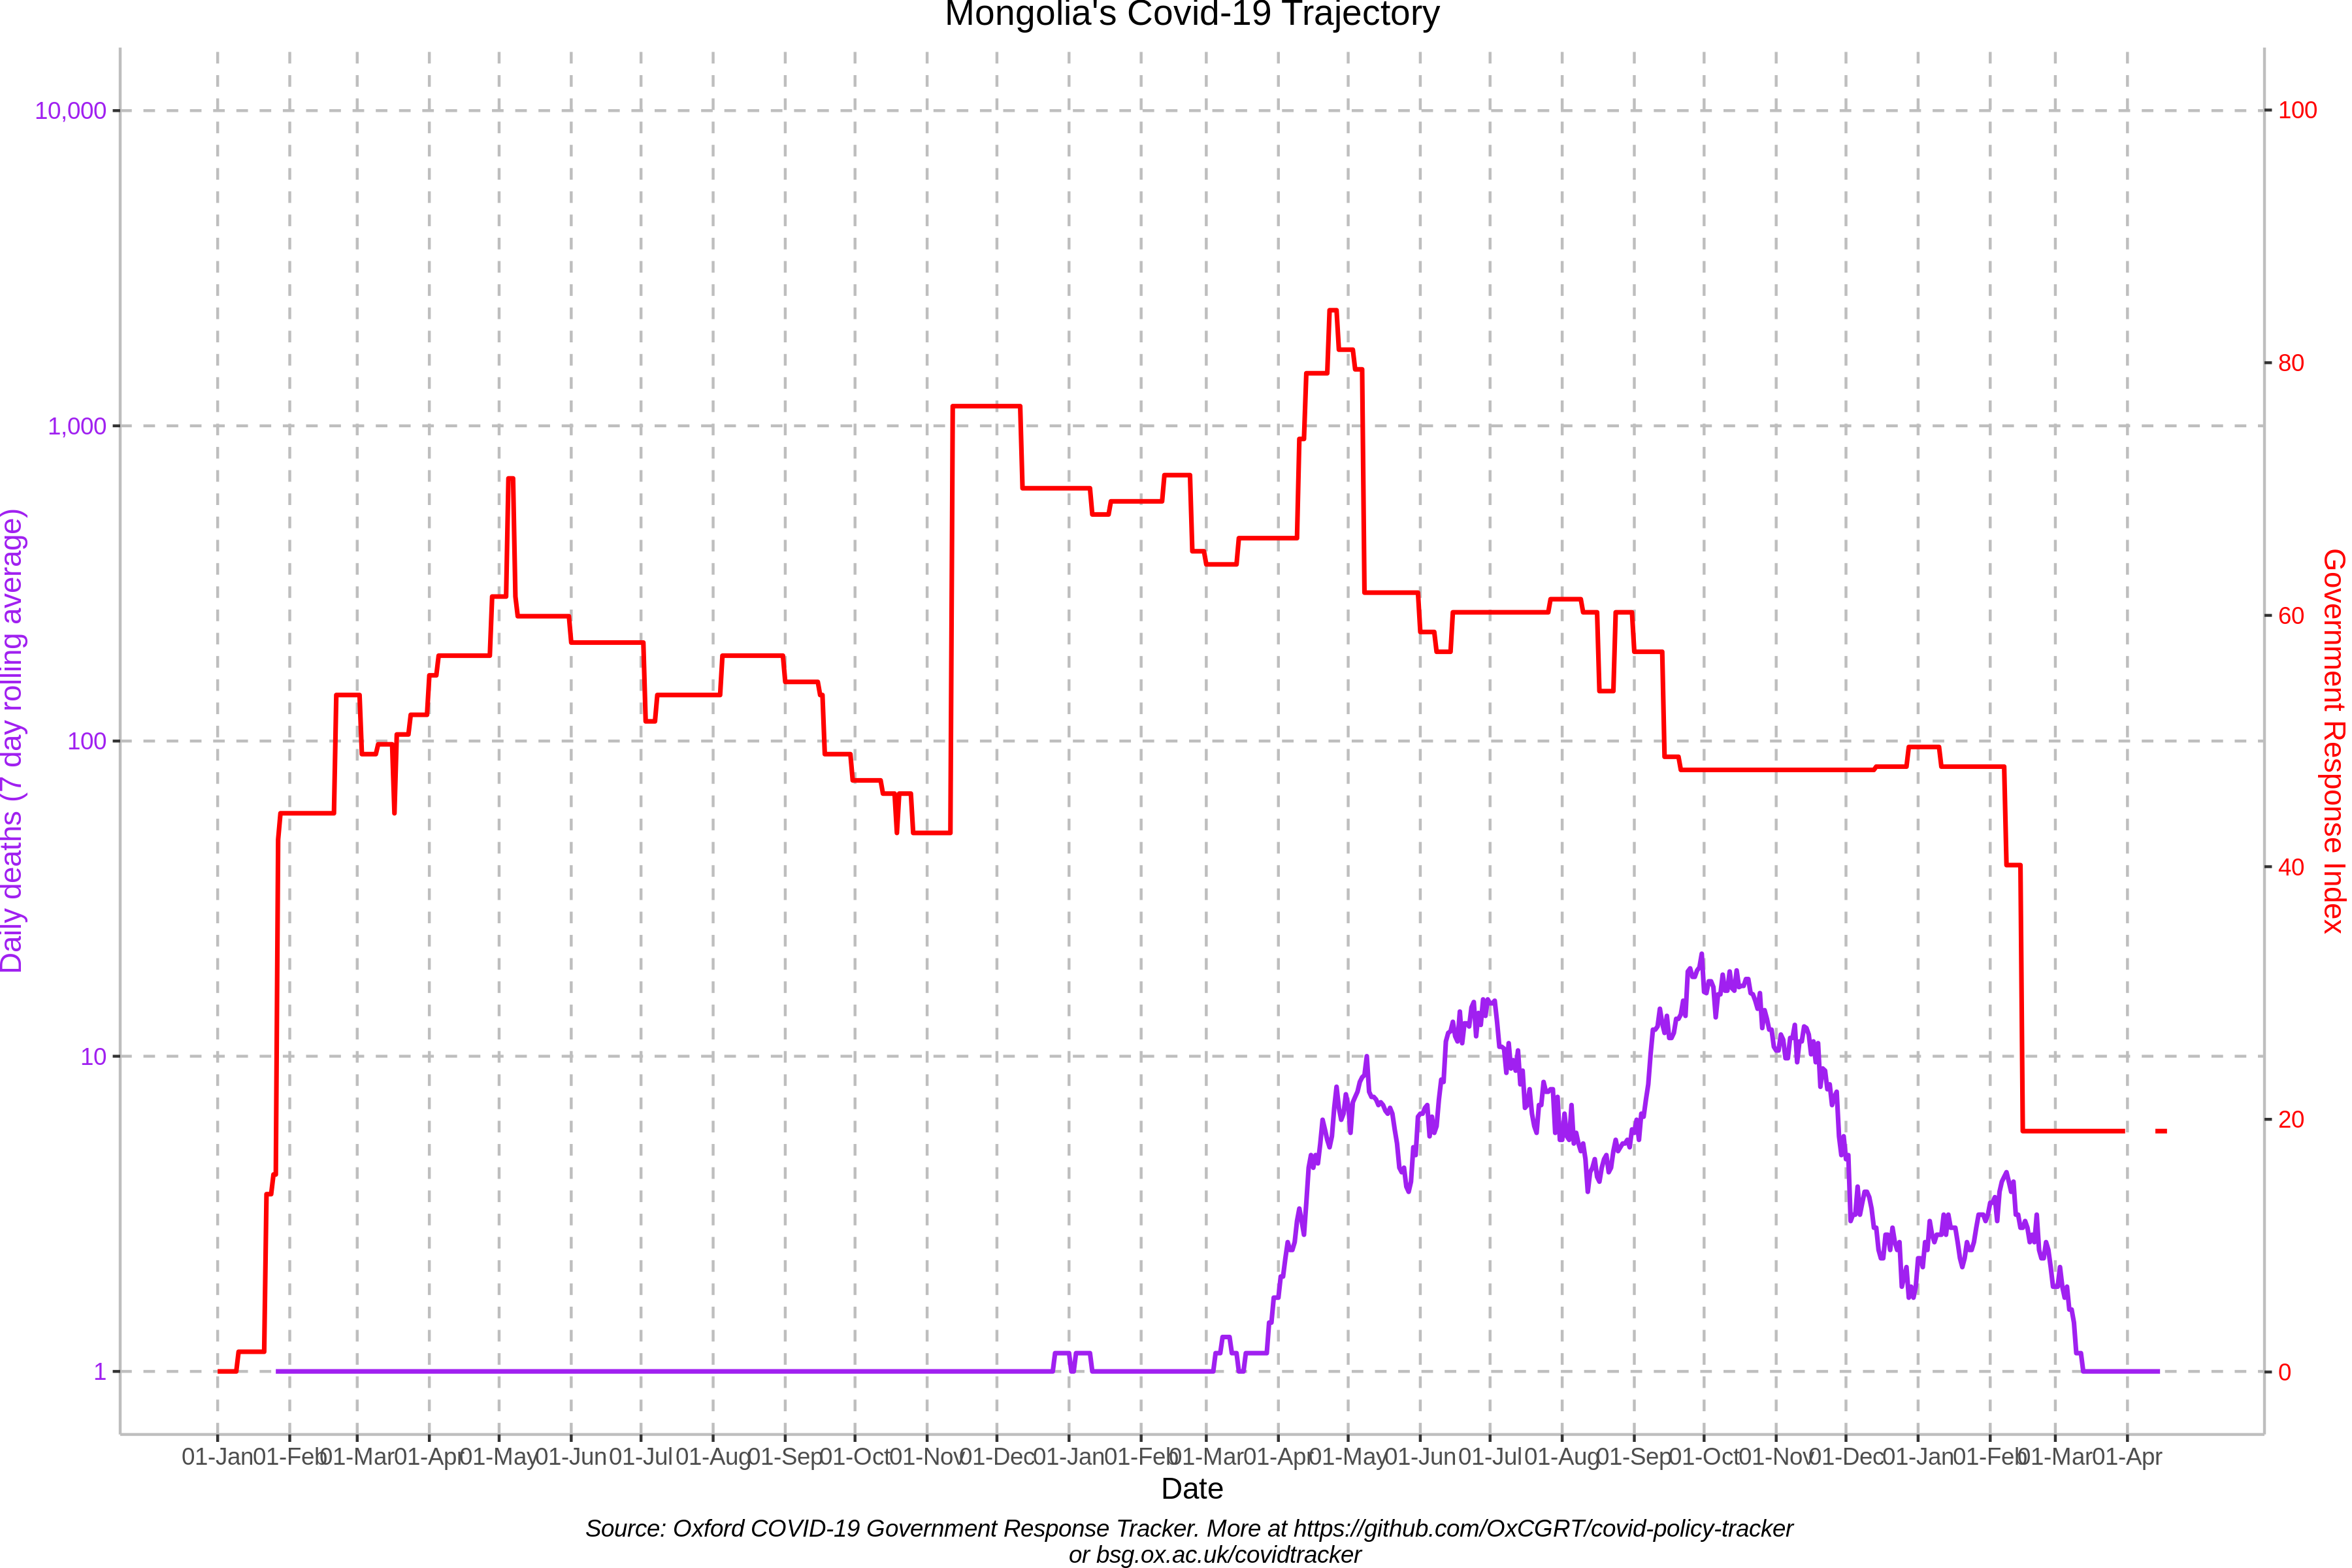 Mongolia's Covid-19 Trajectory
Daily deaths (7 day rolling average)
10,000
1,000
100
10
1
100
80
60
40
20
0
Government Response Index
01-Jan 01-Feb 01-Mar 01-Apr 01-May 01-Jun 01-Jul 01-Aug 01-Sep 01-Oct 01-Nov 01-Dec 01-Jan 01-Feb 01-Mar 01-Apr 01-May 01-Jun 01-Jul 01-Aug 01-Sep 01-Oct 01-Nov 01-Dec 01-Jan 01-Feb 01-Mar 01-Apr
Date
Source: Oxford COVID-19 Government Response Tracker. More at https://github.com/OxCGRT/covid-policy-tracker
or bsg.ox.ac.uk/covidtracker